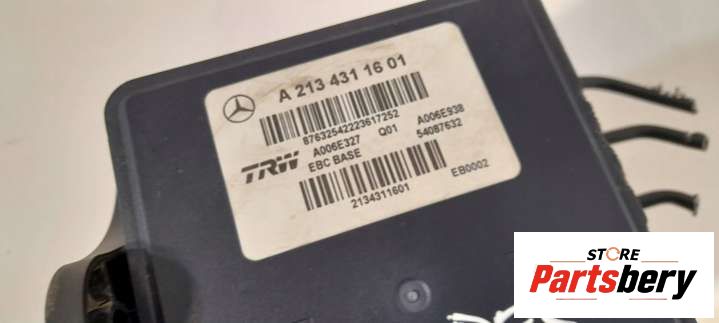 A 213 431 16 01
87632542223617252
A006E327 Q01 A006E938
TRW EBC BASE 54087632
2134311601 EB0002
STORE
Partsbery